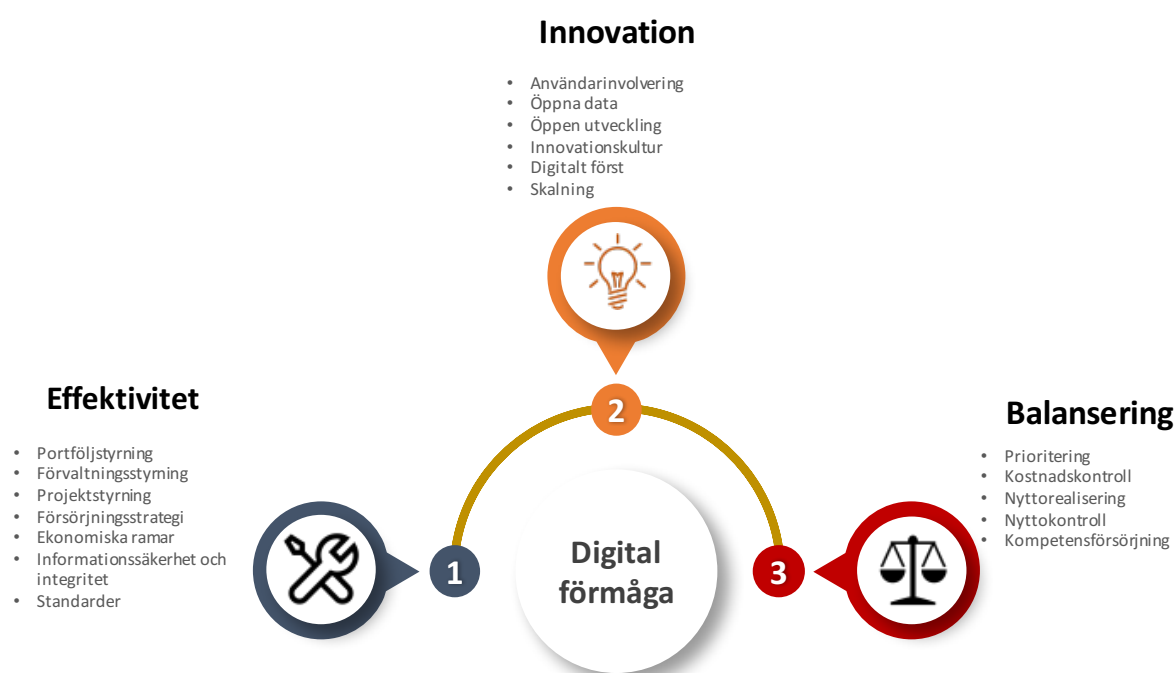 Innovation
• Användarinvolvering
• Öppna data
• Öppen utveckling
• Innovationskultur
• Digitalt först
• Skalning
Effektivitet
• Portföljstyrning
• Förvaltningsstyrning
• Projektstyrning
• Försörjningsstrategi
• Ekonomiska ramar
• Informationssäkerhet och
integritet
• Standarder
1
2
3
Digital
förmåga
Balansering
• Prioritering
• Kostnadskontroll
• Nyttorealisering
• Nyttokontroll
• Kompetensförsörjning